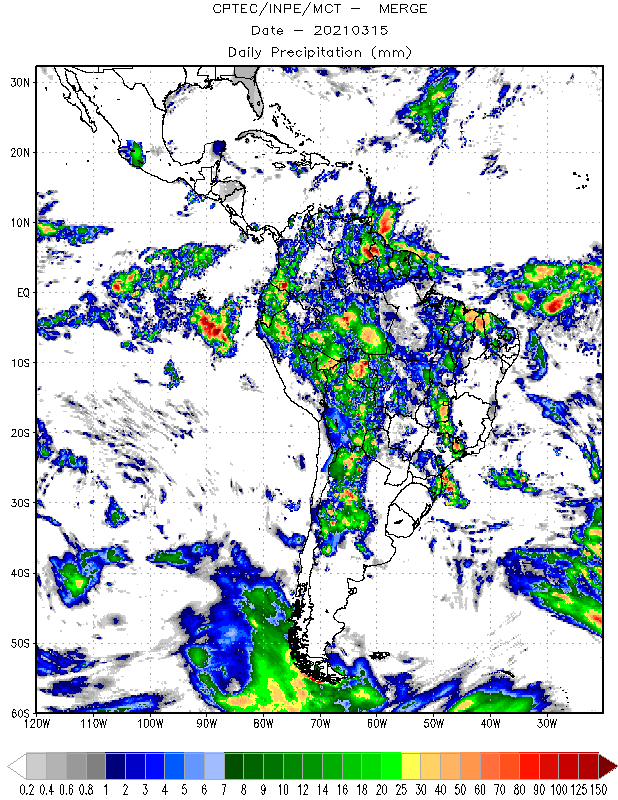 CPTEC/INPE/MCT - MERGE
Date - 20210315
Daily Precipitation (mm)
30N
20N
10N
EQ
10S
20S
30S
40S
50S
60S
120W 110W 100W 90W 80W 70W 60W 50W 40W 30W
0.2 0.4 0.6 0.8 1 2 3 4 5 6 7 8 9 10 12 14 16 18 20 25 30 40 50 60 70 80 90 100 125 150